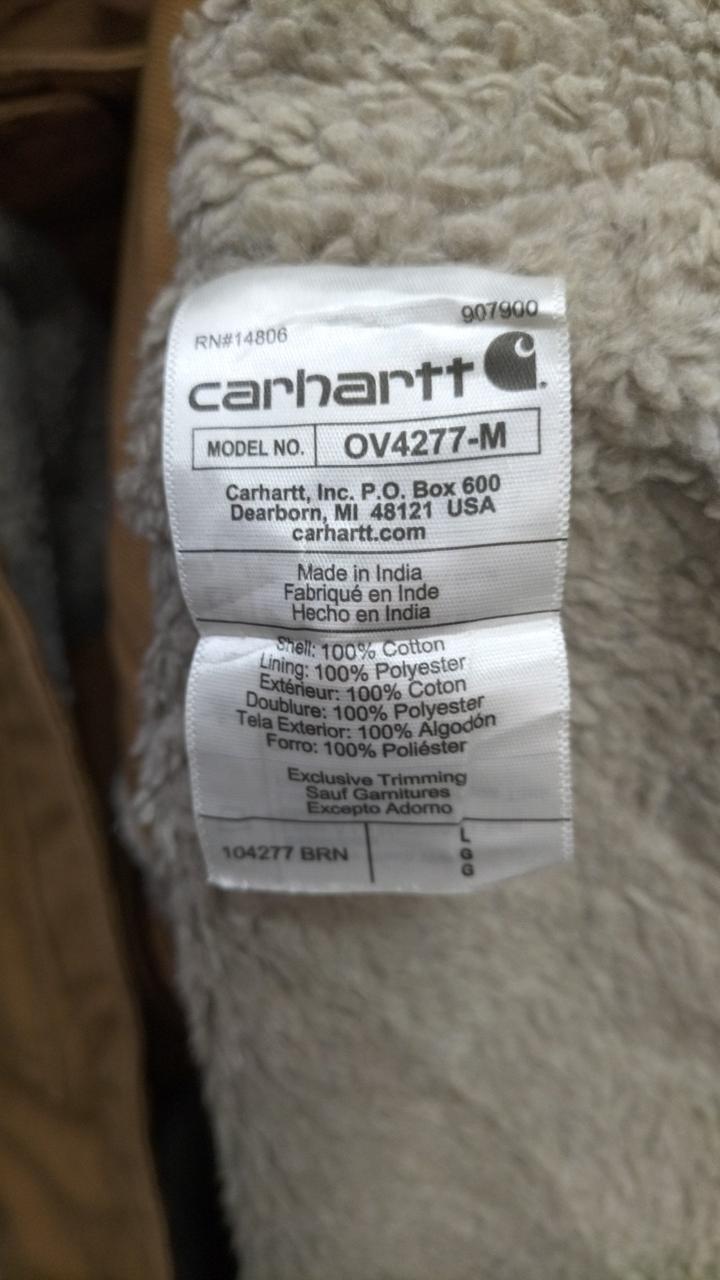 907900
RN#14806
carhartt
MODEL NO. OV4277-M
Carhartt, Inc. P.O. Box 600
Dearborn, MI 48121 USA
carhartt.com
Made in India
Fabriqué en Inde
Hecho en India
Shell: 100% Cotton
Lining: 100% Polyester
Extérieur: 100% Coton
Doublure: 100% Polyester
Tela Exterior: 100% Algodón
Forro: 100% Poliéster
Exclusive Trimming
Sauf Garnitures
Excepto Adorno
104277 BRN
L
G
G